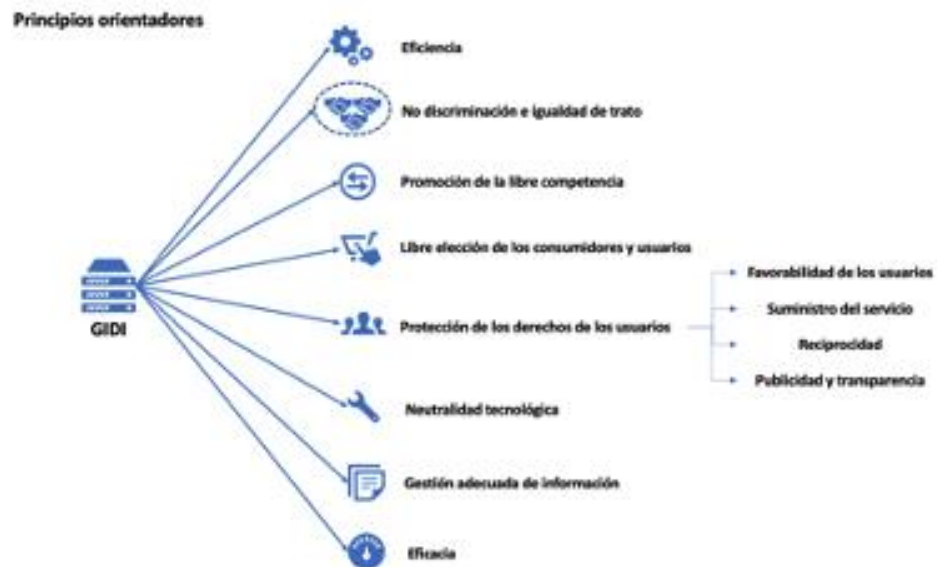 Principios orientadores
Eficiencia
No discriminación e igualdad de trato
Promoción de la libre competencia
Libre elección de los consumidores y usuarios
GIDI
Protección de los derechos de los usuarios
Favorabilidad de los usuarios
Suministro del servicio
Reciprocidad
Publicidad y transparencia
Neutralidad tecnológica
Gestión adecuada de información
Eficacia